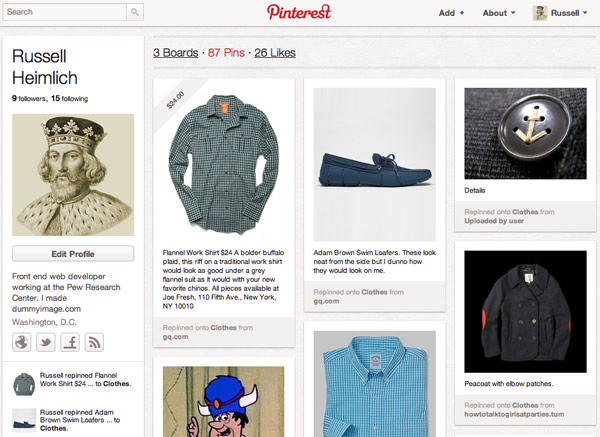 Search
Pinterest
Add +
About
Russell
Russell
Heimlich
9 followers, 15 following
Edit Profile
Front end web developer
working at the Pew Research
Center. I made
dummyimage.com
Washington, D.C.
Russell repinned Flannel
Work Shirt $24 ... to Clothes.
Russell repinned Adam
Brown Swim Loafers. ... to
Clothes.
3 Boards · 87 Pins · 26 Likes
$24.00
Flannel Work Shirt $24 A bolder buffalo
plaid, this riff on a traditional work shirt
would look as good under a grey
flannel suit as it would with your new
favorite chinos. All pieces available at
Joe Fresh, 110 Fifth Ave., New York,
NY 10010
Repinned onto Clothes from
gq.com
Adam Brown Swim Loafers. These look
neat from the side but I dunno how
they would look on me.
Repinned onto Clothes from
gq.com
Details
Repinned onto Clothes from
Uploaded by user
Peacoat with elbow patches.
Repinned onto Clothes from
howtotalktogirlsatparties.tum